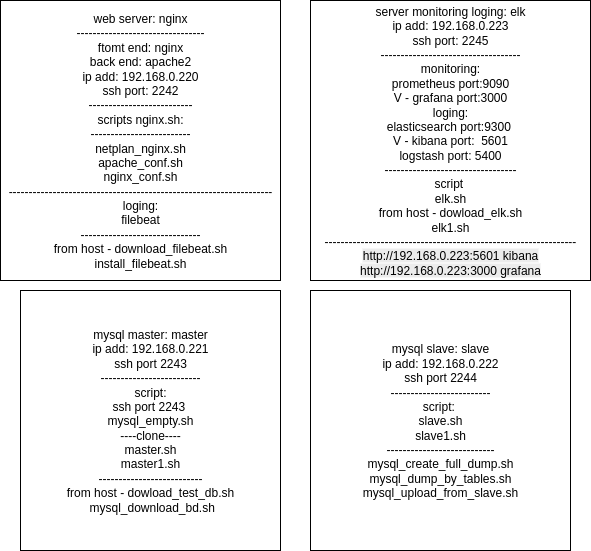 web server: nginx
--------------------------------
ftomt end: nginx
back end: apache2
ip add: 192.168.0.220
ssh port: 2242
--------------------------
scripts nginx.sh:
-------------------------
netplan_nginx.sh
apache_conf.sh
nginx_conf.sh
------------------------------------------------------------------
loging:
filebeat
------------------------------
from host - download_filebeat.sh
install_filebeat.sh
server monitoring loging: elk
ip add: 192.168.0.223
ssh port: 2245
-----------------------------------
monitoring:
prometheus port:9090
V - grafana port:3000
loging:
elasticsearch port:9300
V - kibana port:  5601
logstash port: 5400
---------------------------------
script
elk.sh
from host - dowload_elk.sh
elk1.sh
---------------------------------------------------------------
http://192.168.0.223:5601 kibana
http://192.168.0.223:3000 grafana
mysql master: master
ip add: 192.168.0.221
ssh port 2243
-------------------------
script:
ssh port 2243
mysql_empty.sh
----clone----
master.sh
master1.sh
--------------------------
from host - dowload_test_db.sh
mysql_download_bd.sh
mysql slave: slave
ip add: 192.168.0.222
ssh port 2244
-------------------------
script:
slave.sh
slave1.sh
---------------------------
mysql_create_full_dump.sh
mysql_dump_by_tables.sh
mysql_upload_from_slave.sh